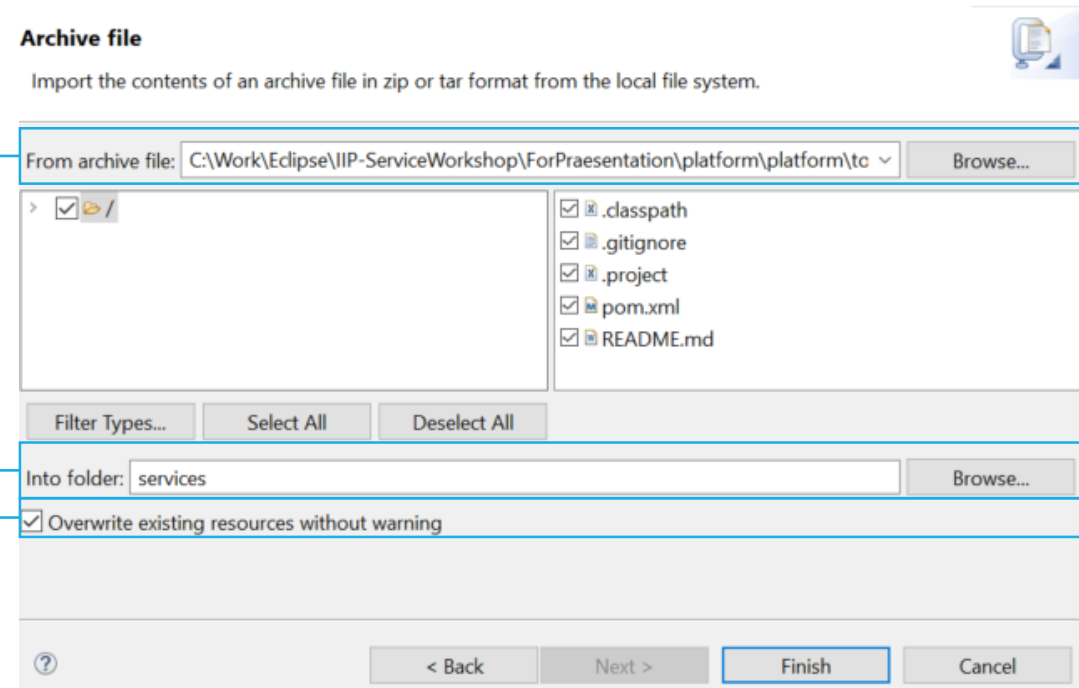 Archive file
Import the contents of an archive file in zip or tar format from the local file system.
From archive file: C:\Work\Eclipse\IIP-ServiceWorkshop\ForPraesentation\platform\platform\to Browse...
/
.classpath
.gitignore
.project
pom.xml
README.md
Filter Types... Select All Deselect All
Into folder: services Browse...
Overwrite existing resources without warning
? < Back Next > Finish Cancel